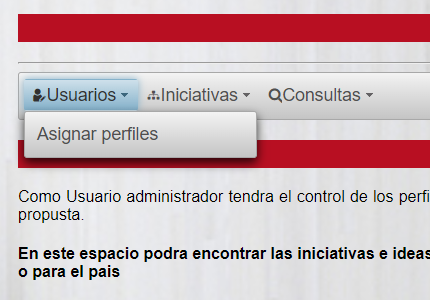 Usuarios Iniciativas Consultas
Asignar perfiles
Como Usuario administrador tendra el control de los
propusta.
En este espacio podra encontrar las iniciativas e ideas
o para el pais